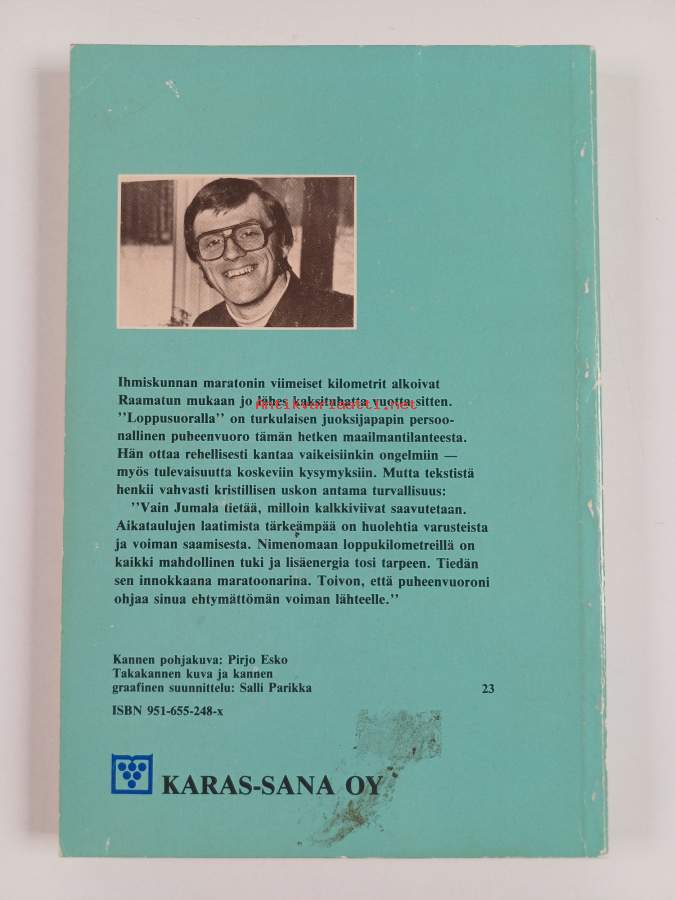 Ihmiskunnan maratonin viimeiset kilometrit alkoivat
Raamatun mukaan jo lähes kaksituhatta vuotta sitten.
Antikvariaatti.net
''Loppusuoralla'' on turkulaisen juoksijapapin persoo-
nallinen puheenvuoro tämän hetken maailmantilanteesta.
Hän ottaa rehellisesti kantaa vaikeisiinkin ongelmiin —
myös tulevaisuutta koskeviin kysymyksiin. Mutta tekstistä
henkii vahvasti kristillisen uskon antama turvallisuus:
''Vain Jumala tietää, milloin kalkkiviivat saavutetaan.
Aikataulujen laatimista tärkeämpää on huolehtia varusteista
ja voiman saamisesta. Nimenomaan loppukilometreillä on
kaikki mahdollinen tuki ja lisäenergia tosi tarpeen. Tiedän
sen innokkaana maratoonarina. Toivon, että puheenvuoroni
ohjaa sinua ehtymättömän voiman lähteelle.''
Kannen pohjakuva: Pirjo Esko
Takakannen kuva ja kannen
graafinen suunnittelu: Salli Parikka
23
ISBN 951-655-248-x
KARAS-SANA OY